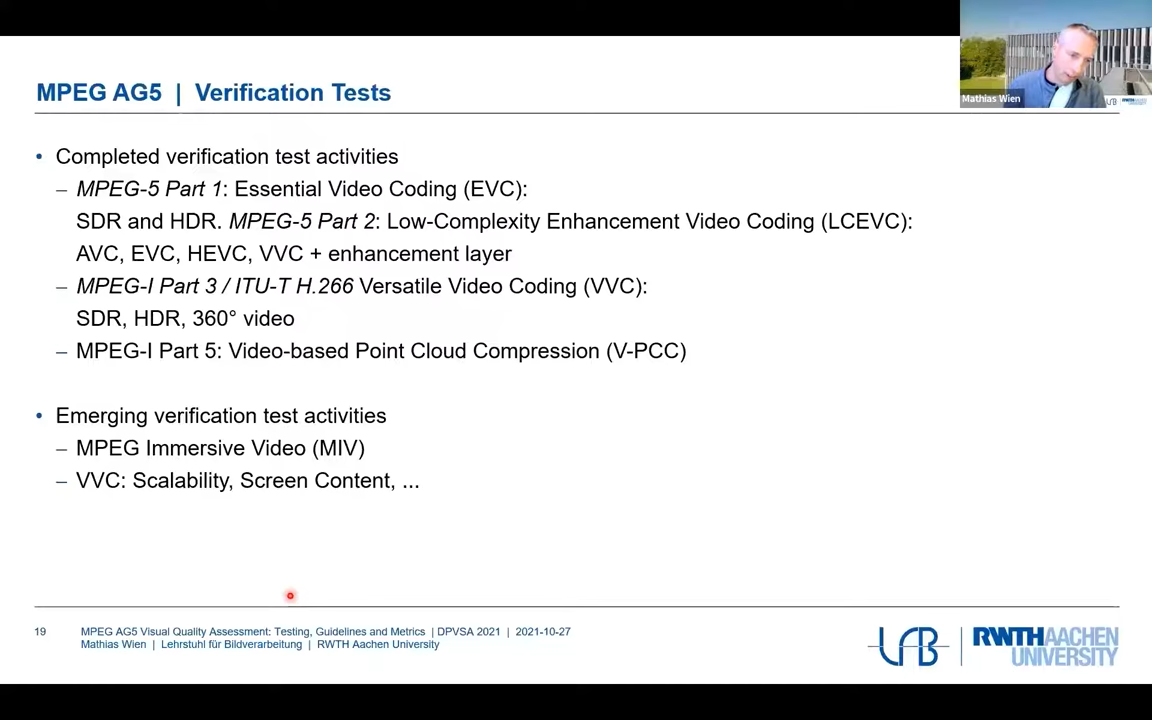 MPEG AG5 | Verification Tests
Mathias Wien
• Completed verification test activities
– MPEG-5 Part 1: Essential Video Coding (EVC):
SDR and HDR. MPEG-5 Part 2: Low-Complexity Enhancement Video Coding (LCEVC):
AVC, EVC, HEVC, VVC + enhancement layer
– MPEG-I Part 3 / ITU-T H.266 Versatile Video Coding (VVC):
SDR, HDR, 360° video
– MPEG-I Part 5: Video-based Point Cloud Compression (V-PCC)
• Emerging verification test activities
– MPEG Immersive Video (MIV)
– VVC: Scalability, Screen Content, ...
19
MPEG AG5 Visual Quality Assessment: Testing, Guidelines and Metrics | DPVSA 2021 | 2021-10-27
Mathias Wien | Lehrstuhl für Bildverarbeitung | RWTH Aachen University
LfB
RWTHAACHEN
UNIVERSITY